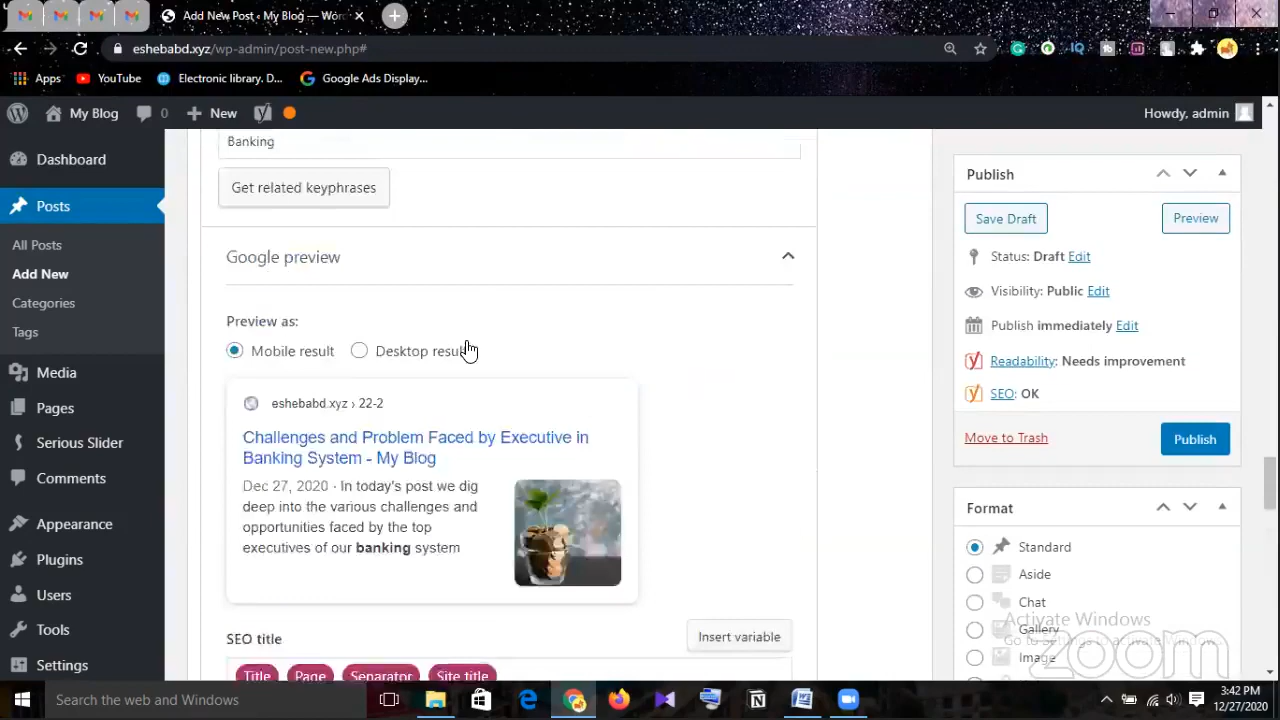 Add New Post ‹ My Blog — Wor
eshebabd.xyz/wp-admin/post-new.php#
Apps
YouTube
Electronic library. D...
Google Ads Display...
My Blog
0
New
Howdy, admin
Dashboard
Posts
All Posts
Add New
Categories
Tags
Media
Pages
Serious Slider
Comments
Appearance
Plugins
Users
Tools
Settings
Banking
Get related keyphrases
Google preview
Preview as:
Mobile result
Desktop result
eshebabd.xyz › 22-2
Challenges and Problem Faced by Executive in
Banking System - My Blog
Dec 27, 2020 · In today's post we dig
deep into the various challenges and
opportunities faced by the top
executives of our banking system
SEO title
Insert variable
Title
Page
Separator
Site title
Publish
Save Draft
Preview
Status: Draft Edit
Visibility: Public Edit
Publish immediately Edit
Readability: Needs improvement
SEO: OK
Move to Trash
Publish
Format
Standard
Aside
Chat
Gallery
Image
Activate Windows
Go to Settings to activate Windows.
zoom
Search the web and Windows
3:42 PM
12/27/2020